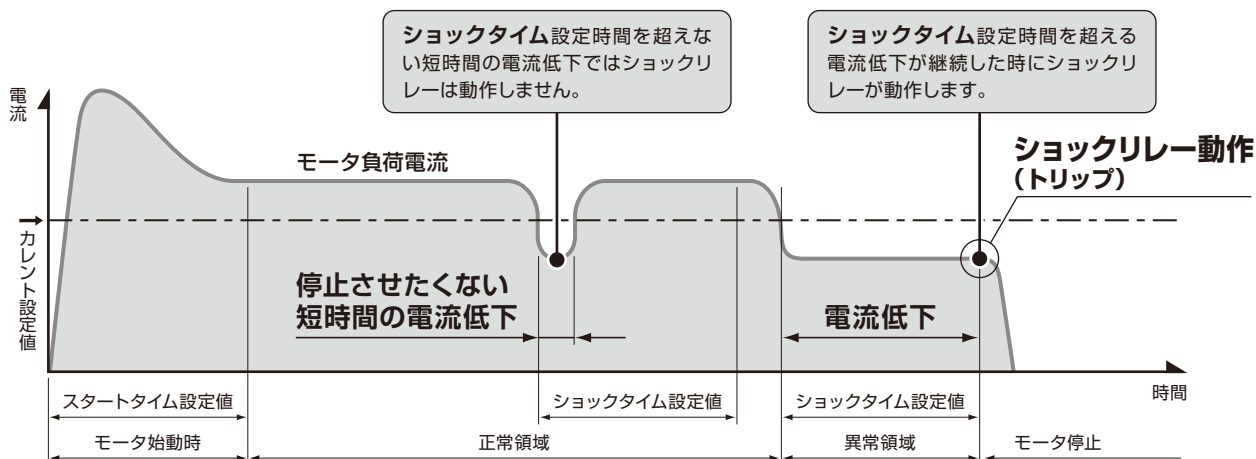 ショックタイム設定時間を超えな
い短時間の電流低下ではショックリ
レーは動作しません。
ショックタイム設定時間を超える
電流低下が継続した時にショックリ
レーが動作します。
電流
モータ負荷電流
ショックリレー動作
（トリップ）
カレント設定値
停止させたくない
短時間の電流低下
電流低下
時間
スタートタイム設定値
ショックタイム設定値
ショックタイム設定値
モータ始動時
正常領域
異常領域
モータ停止